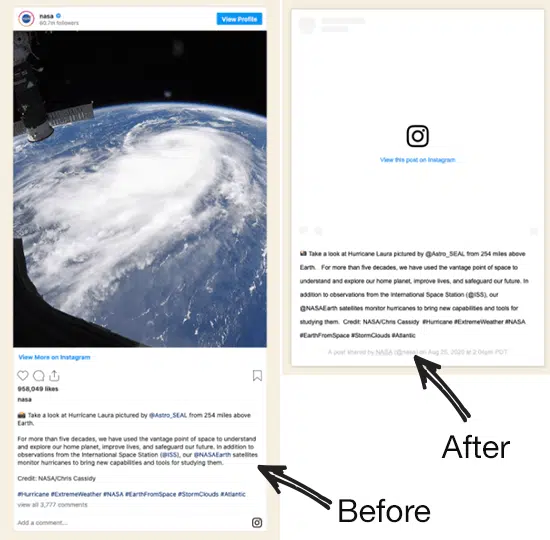 nasa
60.7m followers
View Profile
View More on Instagram
958,049 likes
nasa
Take a look at Hurricane Laura pictured by @Astro_SEAL from 254 miles above
Earth.
For more than five decades, we have used the vantage point of space to understand
and explore our home planet, improve lives, and safeguard our future. In addition to
observations from the International Space Station (@ISS), our @NASAEarth satellites
monitor hurricanes to bring new capabilities and tools for studying them.
Credit: NASA/Chris Cassidy
#Hurricane #ExtremeWeather #NASA #EarthFromSpace #StormClouds #Atlantic
view all 3,777 comments
Add a comment...
View this post on Instagram
Take a look at Hurricane Laura pictured by @Astro_SEAL from 254 miles above
Earth. For more than five decades, we have used the vantage point of space to
understand and explore our home planet, improve lives, and safeguard our future. In
addition to observations from the International Space Station (@ISS), our
@NASAEarth satellites monitor hurricanes to bring new capabilities and tools for
studying them. Credit: NASA/Chris Cassidy #Hurricane #ExtremeWeather #NASA
#EarthFromSpace #StormClouds #Atlantic
A post shared by NASA (@nasa) on Aug 25, 2020 at 2:05pm PDT
After
Before